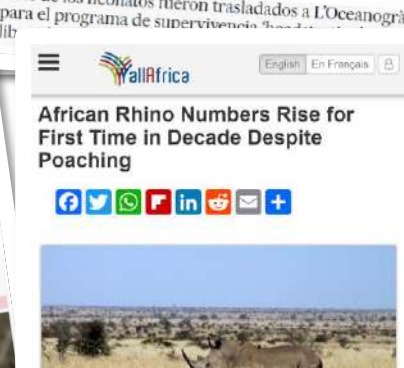 los neonatos fueron trasladados a L'Oceanogrà
para el programa de supervivencia
allAfrica
English En Français
African Rhino Numbers Rise for
First Time in Decade Despite
Poaching